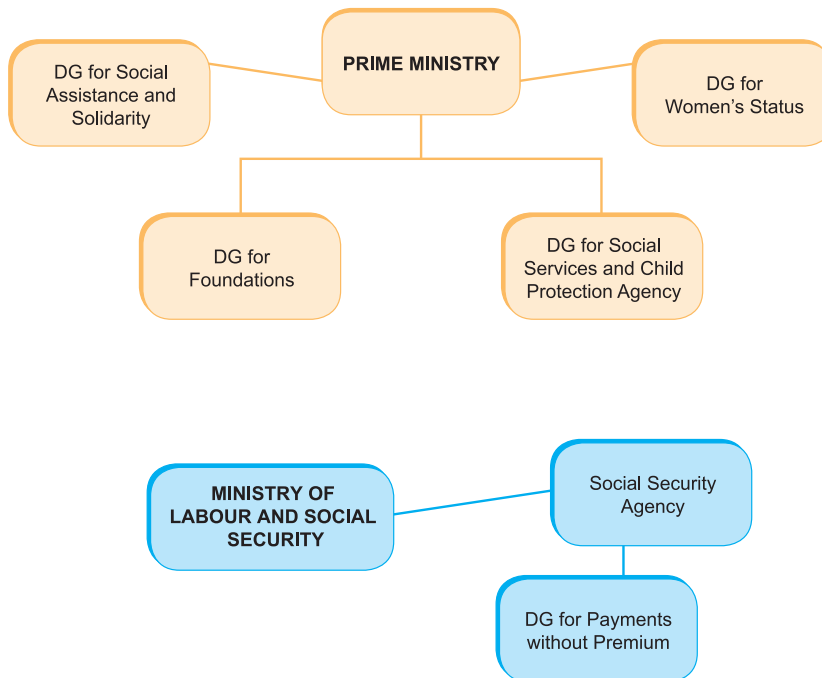 PRIME MINISTRY
DG for Social
Assistance and
Solidarity
DG for
Women’s Status
DG for
Foundations
DG for Social
Services and Child
Protection Agency
MINISTRY OF
LABOUR AND SOCIAL
SECURITY
Social Security
Agency
DG for Payments
without Premium